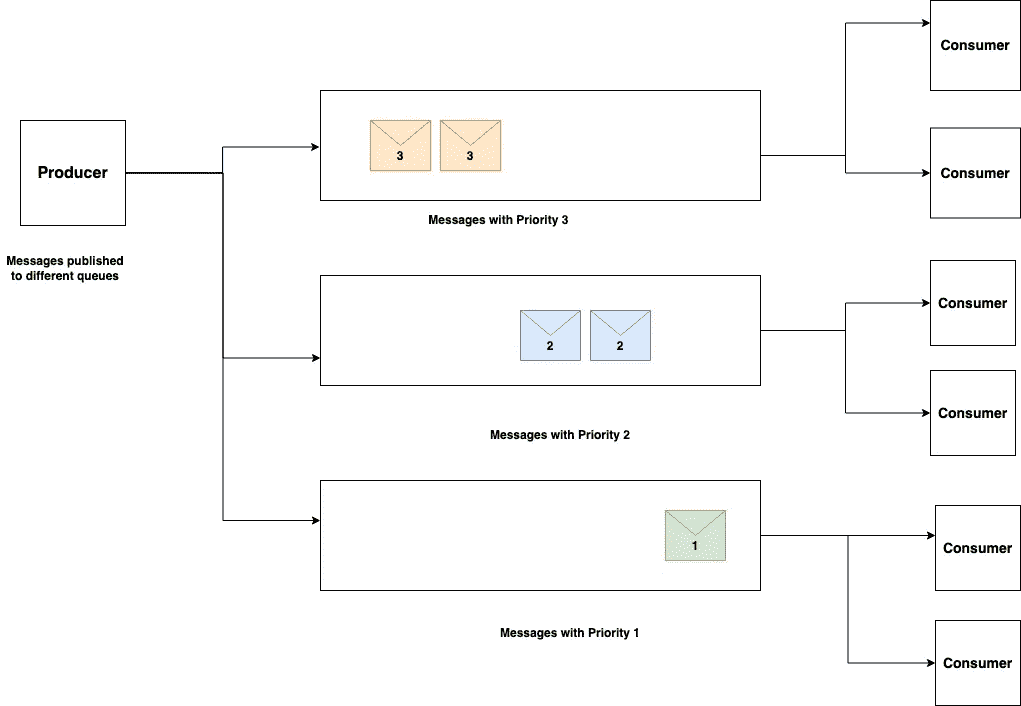 Producer
Messages published
to different queues
3
3
Messages with Priority 3
Consumer
Consumer
2
2
Messages with Priority 2
Consumer
Consumer
1
Messages with Priority 1
Consumer
Consumer